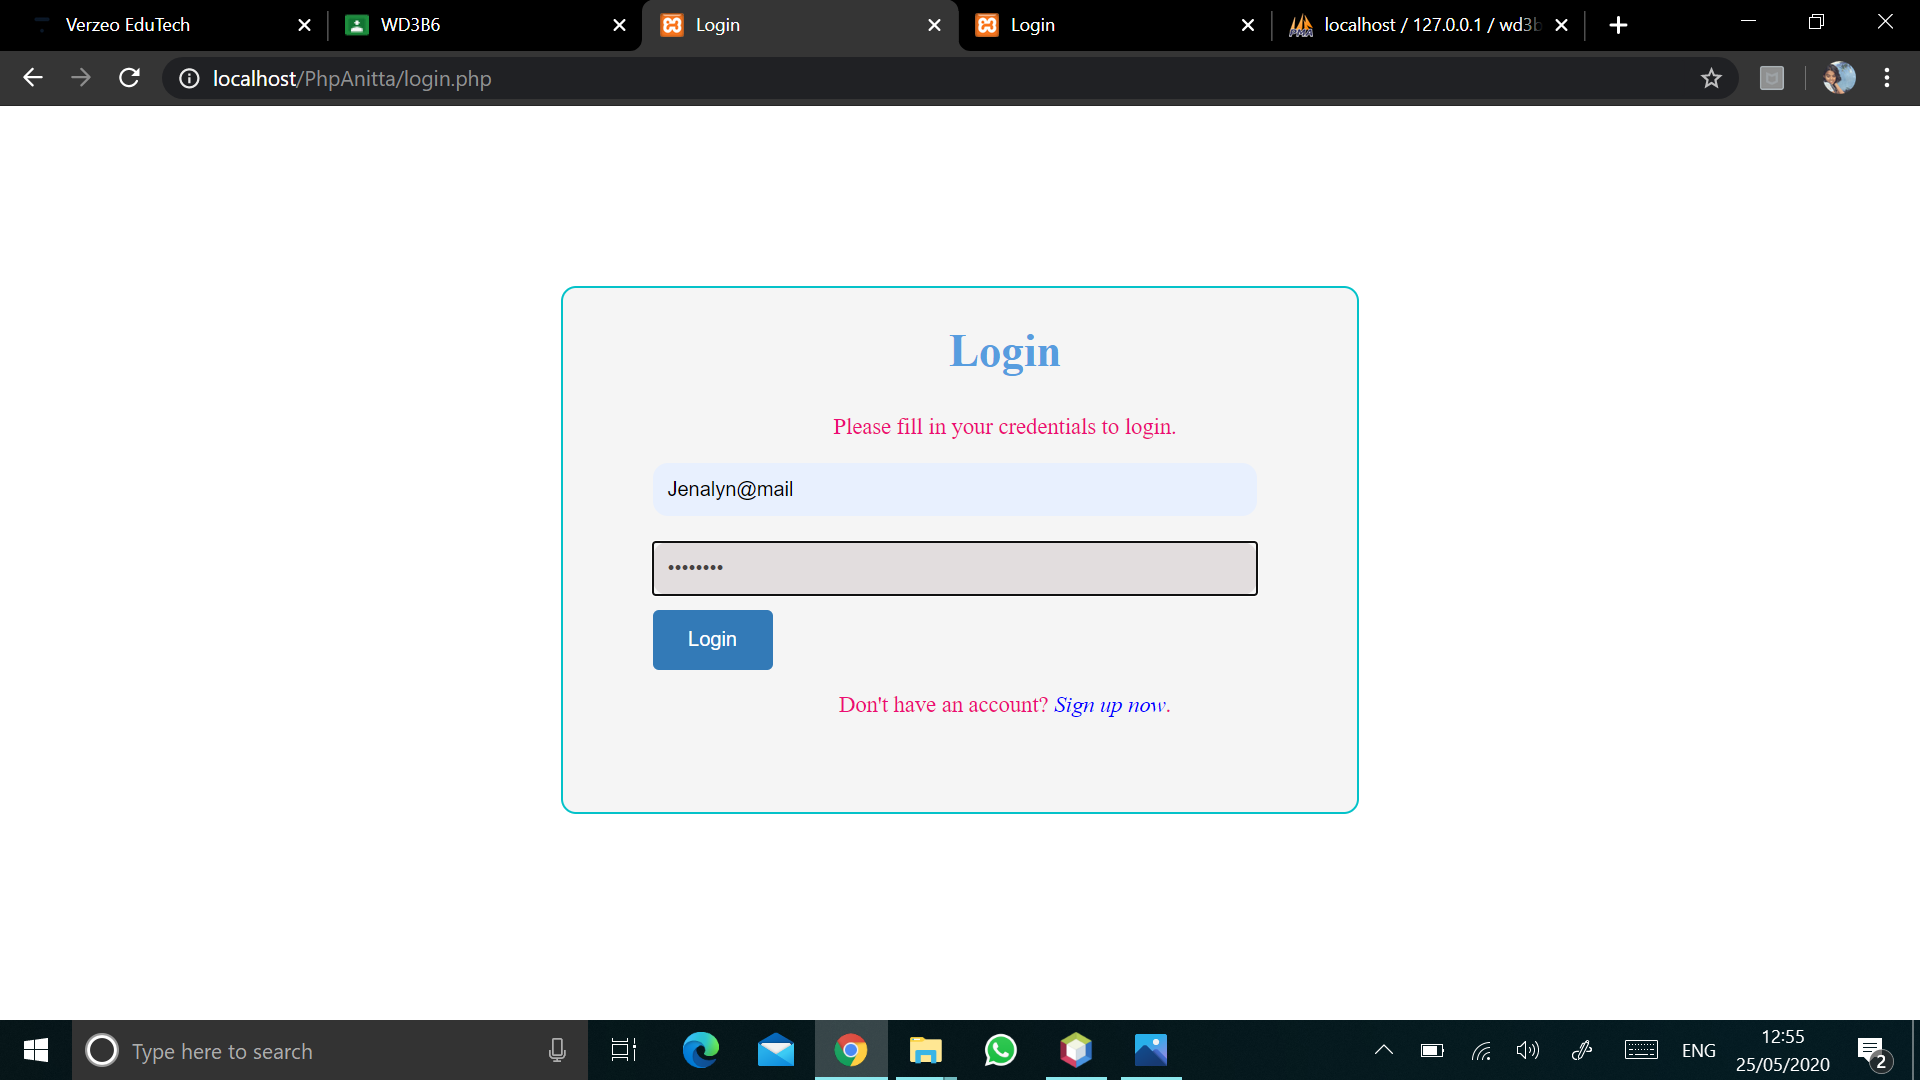 Verzeo EduTech
WD3B6
Login
Login
localhost / 127.0.0.1 / wd3b
localhost/PhpAnitta/login.php
Login
Please fill in your credentials to login.
Jenalyn@mail
••••••••
Login
Don't have an account? Sign up now.
Type here to search
ENG
12:55
25/05/2020
2